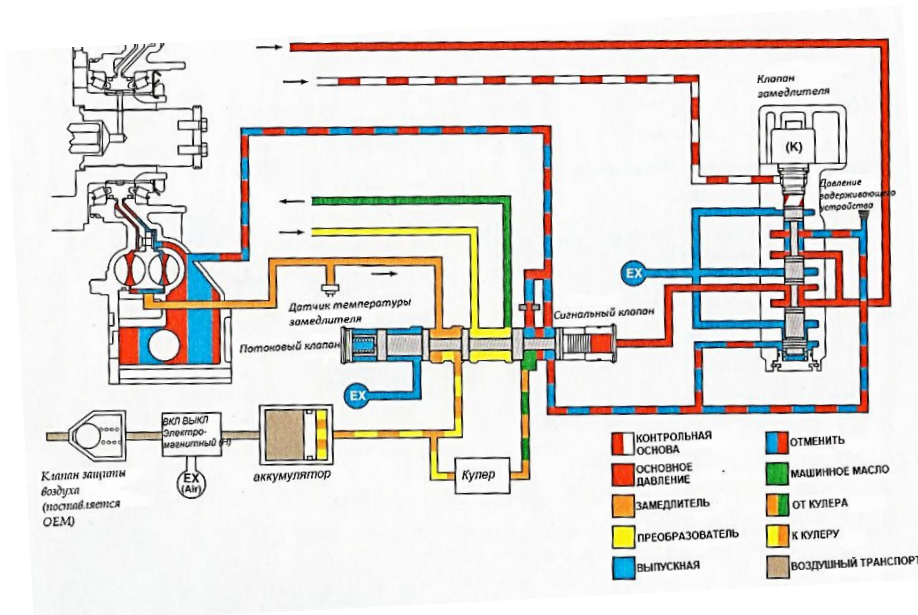 Клапан
замедлителя
(K)
Давление
задерживающего
устройство
EX
Датчик температуры
замедлителя
Сигнальный клапан
Потоковый клапан
EX
ВКЛ ВЫКЛ
Электро-
магнитный (H)
EX
(Air)
аккумулятор
Кулер
Клапан защиты
воздуха
(поставляется
OEM)
КОНТРОЛЬНАЯ
ОСНОВА
ОСНОВНОЕ
ДАВЛЕНИЕ
ЗАМЕДЛИТЕЛЬ
ПРЕОБРАЗОВАТЕЛЬ
ВЫПУСКНАЯ
ОТМЕНИТЬ
МАШИННОЕ МАСЛО
ОТ КУЛЕРА
К КУЛЕРУ
ВОЗДУШНЫЙ ТРАНСПОРТ